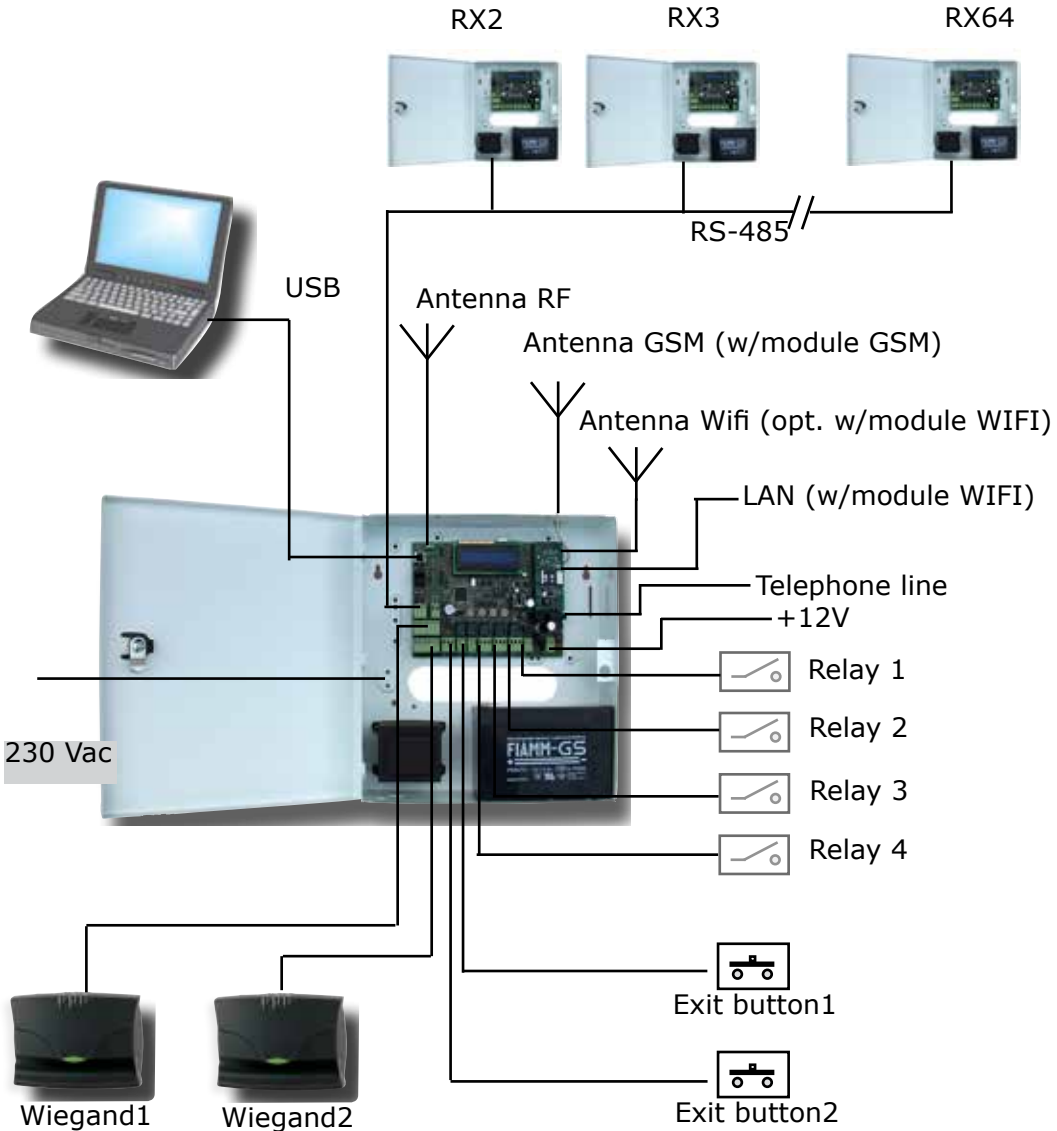 RX2
RX3
RX64
RS-485
USB
Antenna RF
Antenna GSM (w/module GSM)
Antenna Wifi (opt. w/module WIFI)
LAN (w/module WIFI)
Telephone line
+12V
Relay 1
Relay 2
230 Vac
FIAMM-GS
Relay 3
Relay 4
Exit button1
Wiegand1
Wiegand2
Exit button2